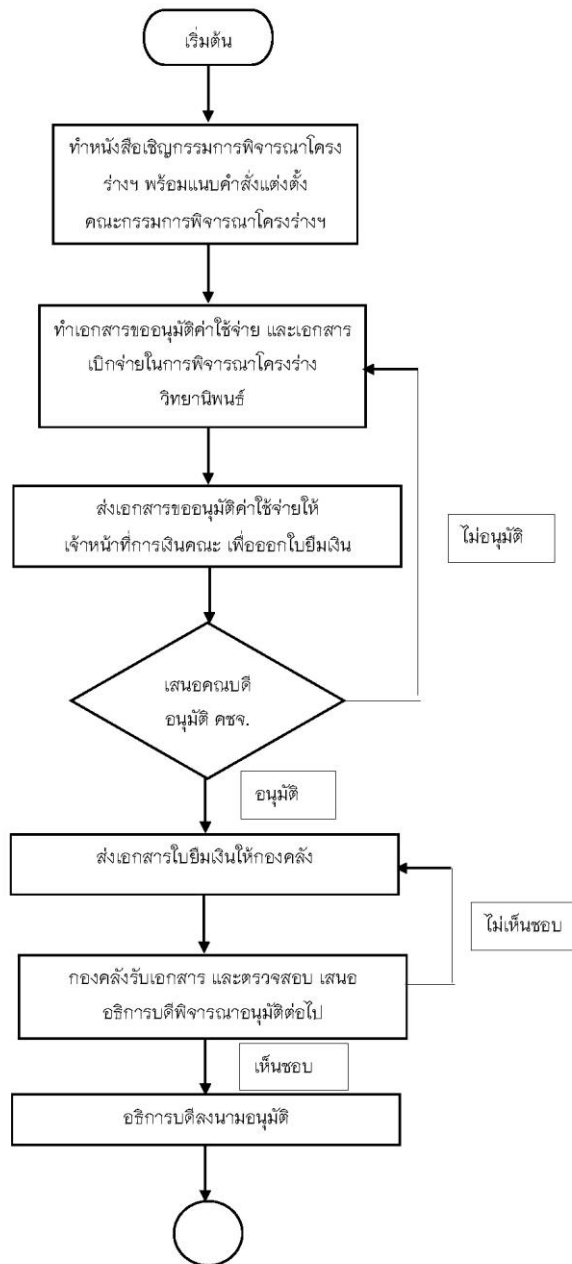 เริ่มต้น
ทำหนังสือเชิญกรรมการพิจารณาโครง
ร่างฯ พร้อมแนบคำสั่งแต่งตั้ง
คณะกรรมการพิจารณาโครงร่างฯ
ทำเอกสารขออนุมัติค่าใช้จ่าย และเอกสาร
เบิกจ่ายในการพิจารณาโครงร่าง
วิทยานิพนธ์
ส่งเอกสารขออนุมัติค่าใช้จ่ายให้
เจ้าหน้าที่การเงินคณะ เพื่อออกใบยืมเงิน
ไม่อนุมัติ
เสนอคณบดี
อนุมัติ คชจ.
อนุมัติ
ส่งเอกสารใบยืมเงินให้กองคลัง
ไม่เห็นชอบ
กองคลังรับเอกสาร และตรวจสอบ เสนอ
อธิการบดีพิจารณาอนุมัติต่อไป
เห็นชอบ
อธิการบดีลงนามอนุมัติ